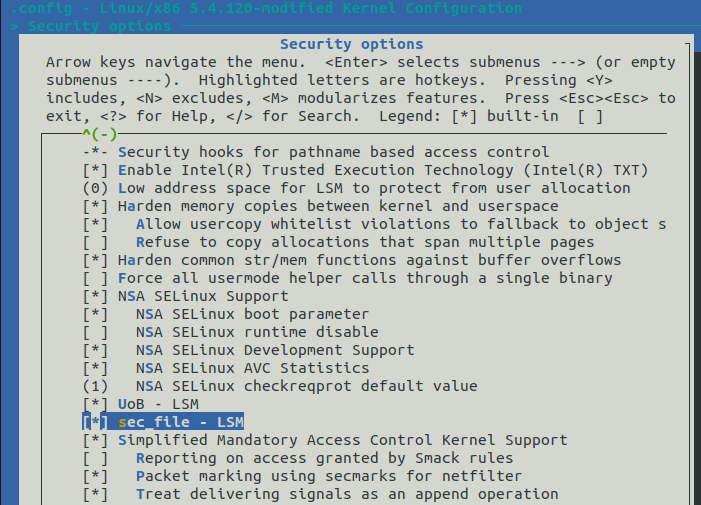 .config - Linux/x86 5.4.120-modified Kernel Configuration
> Security options
Security options
Arrow keys navigate the menu.  <Enter> selects submenus ---> (or empty
submenus ----).  Highlighted letters are hotkeys.  Pressing <Y>
includes, <N> excludes, <M> modularizes features.  Press <Esc><Esc> to
exit, <?> for Help, </> for Search.  Legend: [*] built-in  [ ]
^(-)
-*- Security hooks for pathname based access control
[*] Enable Intel(R) Trusted Execution Technology (Intel(R) TXT)
(0) Low address space for LSM to protect from user allocation
[*] Harden memory copies between kernel and userspace
[*]   Allow usercopy whitelist violations to fallback to object s
[ ]   Refuse to copy allocations that span multiple pages
[*] Harden common str/mem functions against buffer overflows
[ ] Force all usermode helper calls through a single binary
[*] NSA SELinux Support
[*]   NSA SELinux boot parameter
[ ]   NSA SELinux runtime disable
[*]   NSA SELinux Development Support
[*]   NSA SELinux AVC Statistics
(1)   NSA SELinux checkreqprot default value
[*] UoB - LSM
[*] sec_file - LSM
[*] Simplified Mandatory Access Control Kernel Support
[ ]   Reporting on access granted by Smack rules
[*]   Packet marking using secmarks for netfilter
[*]   Treat delivering signals as an append operation